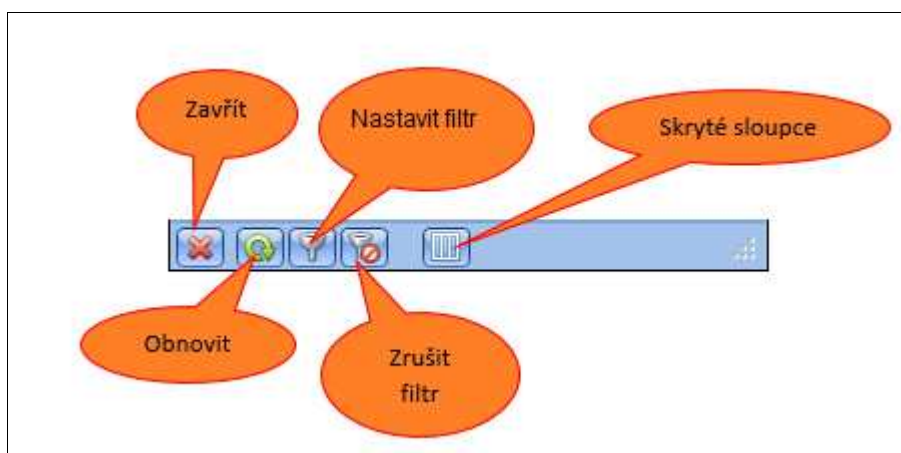 Zavřít
Nastavit filtr
Skryté sloupce
Obnovit
Zrušit
filtr